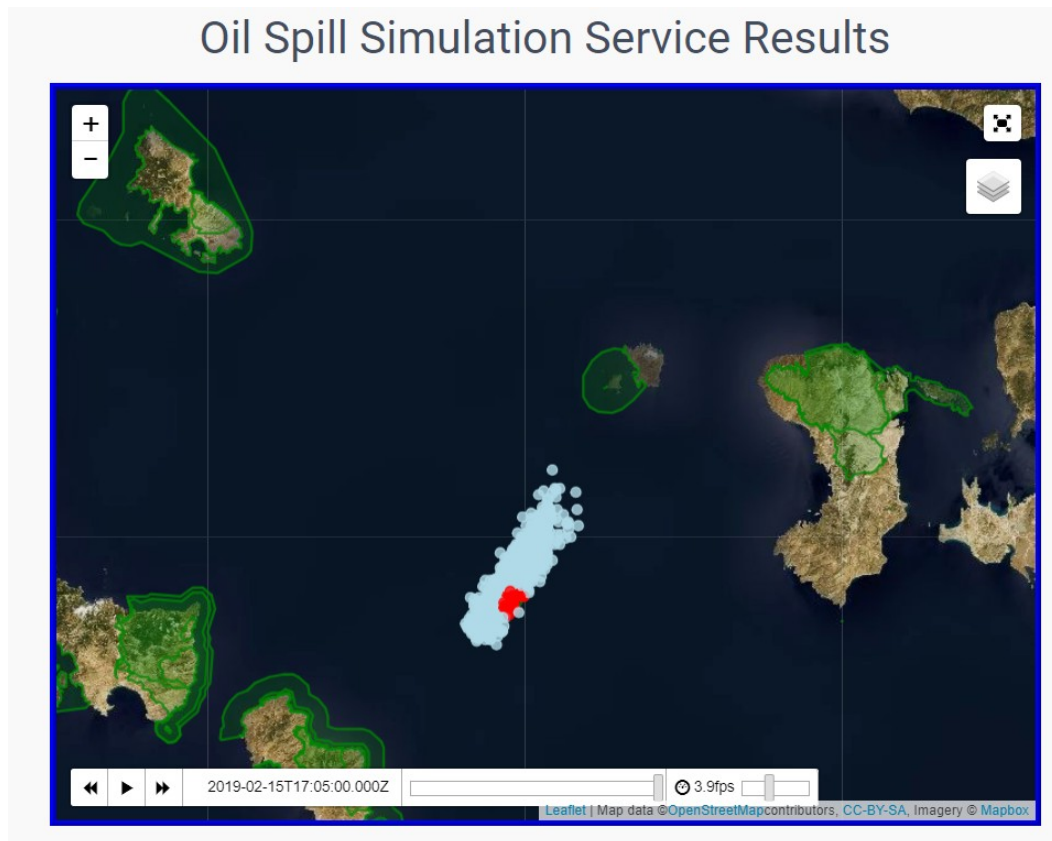 Oil Spill Simulation Service Results
+
−
2019-02-15T17:05:00.000Z
3.9fps
Leaflet | Map data ©OpenStreetMapcontributors, CC-BY-SA, Imagery © Mapbox